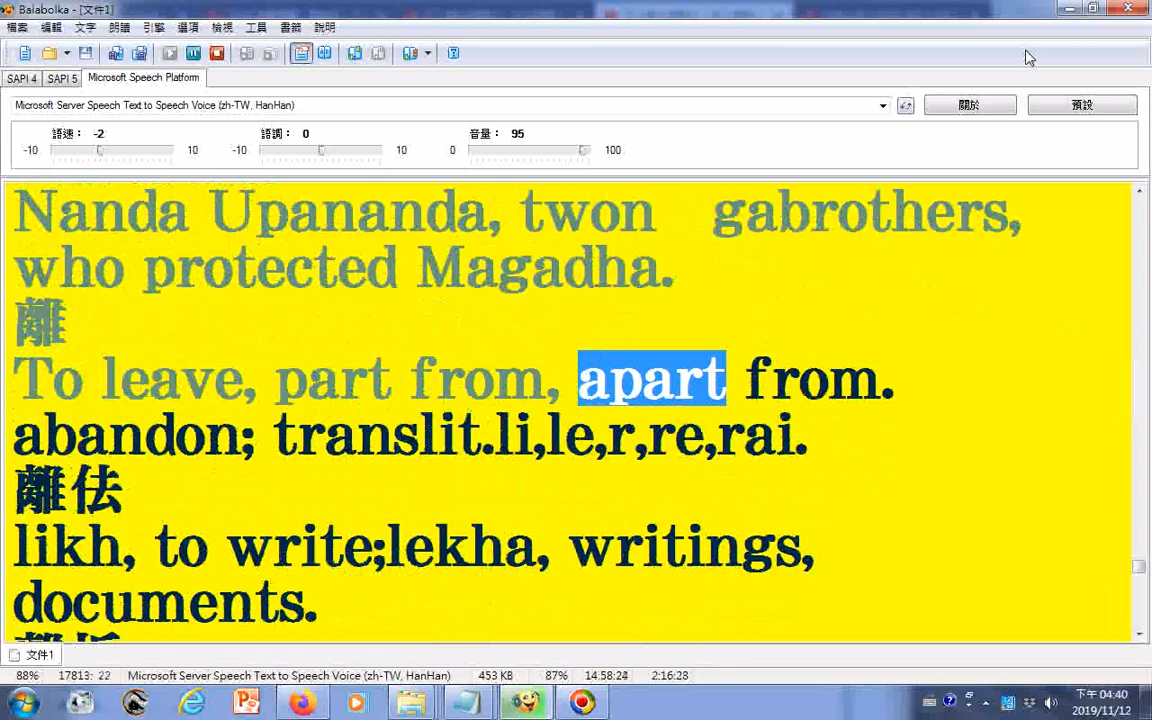 Balabolka - [文件1]
檔案 編輯 文字 朗讀 引擎 選項 檢視 工具 書籤 說明
SAPI 4 SAPI 5 Microsoft Speech Platform
Microsoft Server Speech Text to Speech Voice (zh-TW, HanHan) 關於 預設
語速： -2 語調： 0 音量： 95
-10 10 -10 10 0 100
Nanda Upananda, twon gabrothers,
who protected Magadha.
離
To leave, part from, apart from.
abandon; translit.li,le,r,re,rai.
離佉
likh, to write;lekha, writings,
documents.
文件1
88% 17813: 22 Microsoft Server Speech Text to Speech Voice (zh-TW, HanHan) 453 KB 87% 14:58:24 2:16:28
下午 04:40
2019/11/12